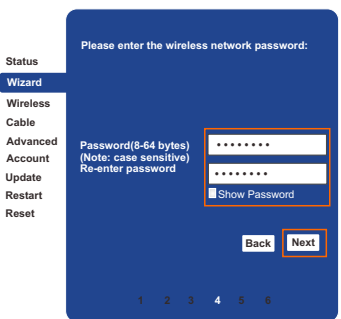 Please enter the wireless network password:
Status
Wizard
Wireless
Cable
Advanced
Account
Update
Restart
Reset
Password(8-64 bytes)
(Note: case sensitive)
Re-enter password
••••••••
••••••••
Show Password
Back Next
1 2 3 4 5 6